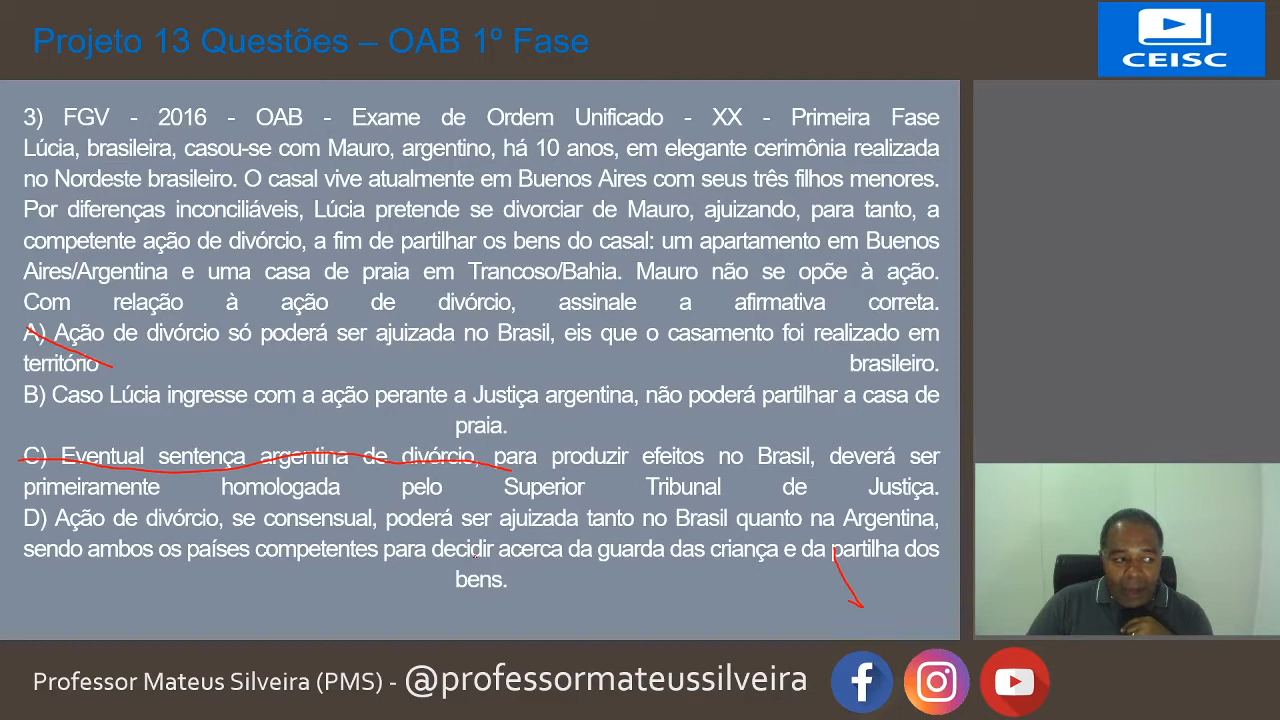 Projeto 13 Questões – OAB 1º Fase
CEISC
3) FGV - 2016 - OAB - Exame de Ordem Unificado - XX - Primeira Fase
Lúcia, brasileira, casou-se com Mauro, argentino, há 10 anos, em elegante cerimônia realizada
no Nordeste brasileiro. O casal vive atualmente em Buenos Aires com seus três filhos menores.
Por diferenças inconciliáveis, Lúcia pretende se divorciar de Mauro, ajuizando, para tanto, a
competente ação de divórcio, a fim de partilhar os bens do casal: um apartamento em Buenos
Aires/Argentina e uma casa de praia em Trancoso/Bahia. Mauro não se opõe à ação.
Com relação à ação de divórcio, assinale a afirmativa correta.
A) Ação de divórcio só poderá ser ajuizada no Brasil, eis que o casamento foi realizado em
território brasileiro.
B) Caso Lúcia ingresse com a ação perante a Justiça argentina, não poderá partilhar a casa de
praia.
C) Eventual sentença argentina de divórcio, para produzir efeitos no Brasil, deverá ser
primeiramente homologada pelo Superior Tribunal de Justiça.
D) Ação de divórcio, se consensual, poderá ser ajuizada tanto no Brasil quanto na Argentina,
sendo ambos os países competentes para decidir acerca da guarda das criança e da partilha dos
bens.
Professor Mateus Silveira (PMS) - @professormateussilveira